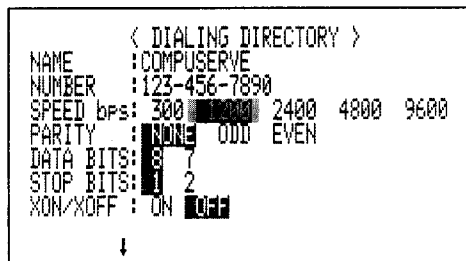 < DIALING DIRECTORY >
NAME :COMPUSERVE
NUMBER :123-456-7890
SPEED bps: 300 1200 2400 4800 9600
PARITY : NONE ODD EVEN
DATA BITS: 8 7
STOP BITS: 1 2
XON/XOFF : ON OFF
↓